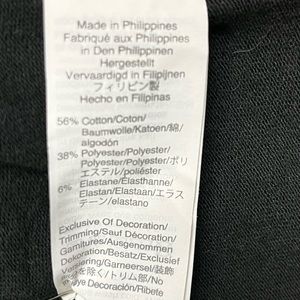 Made in Philippines
Fabriqué aux Philippines
in Den Philippinen
Hergestellt
Vervaardigd in Filipijnen
フィリピン製
Hecho en Filipinas
56% Cotton/Coton/
Baumwolle/Katoen/綿/
algodón
38% Polyester/Polyester/
Polyester/Polyester/ポリ
エステル/poliéster
6% Elastane/Élasthanne/
Elastan/Elastaan/エラス
テーン/elastano
Exclusive Of Decoration/
Trimming/Sauf Décoration/
Garnitures/Ausgenommen
Dekoration/Besatz/Exclusief
Versiering/Garneersel/装飾
を除く/トリム部/No
Incluye Decoración/Ribete